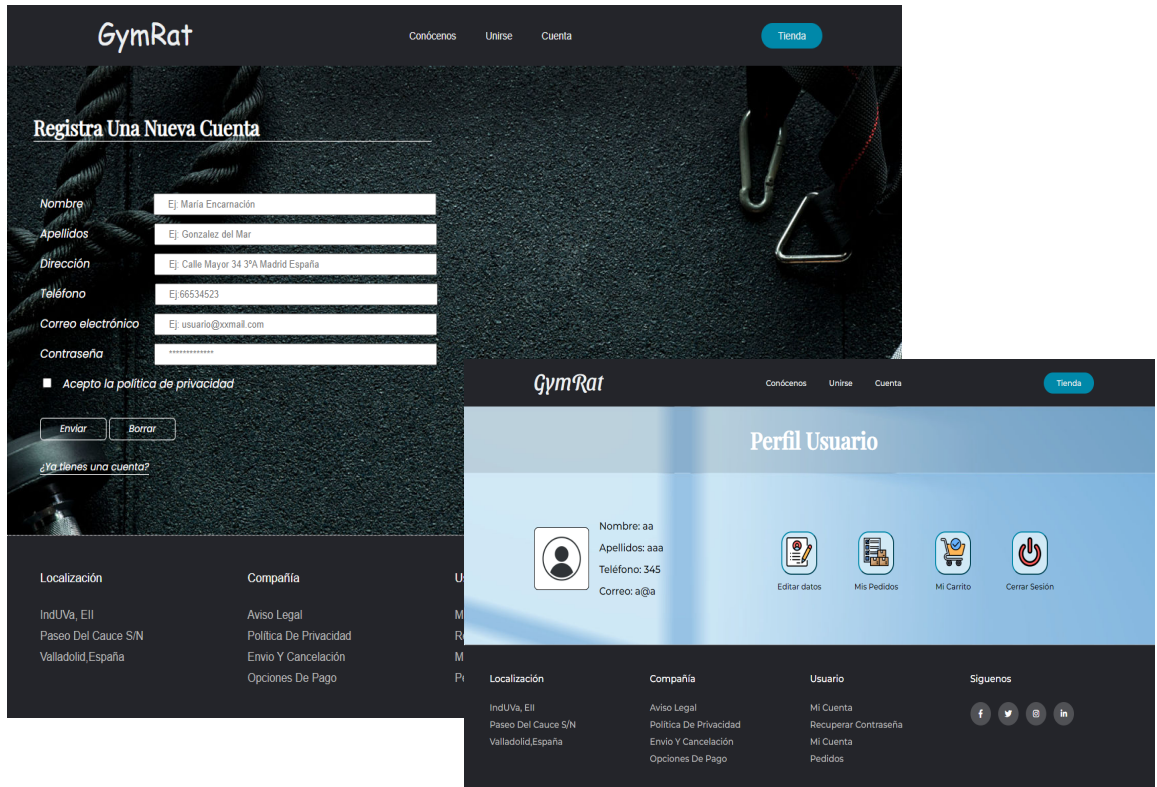 GymRat
Conócenos Unirse Cuenta
Tienda
Registra Una Nueva Cuenta
Nombre Ej: María Encarnación
Apellidos Ej: Gonzalez del Mar
Dirección Ej: Calle Mayor 34 3ºA Madrid España
Teléfono Ej:66534523
Correo electrónico Ej: usuario@xxmail.com
Contraseña *************
Acepto la política de privacidad
Enviar Borrar
¿Ya tienes una cuenta?
Localización
IndUVa, EII
Paseo Del Cauce S/N
Valladolid,España
Compañía
Aviso Legal
Política De Privacidad
Envio Y Cancelación
Opciones De Pago
GymRat
Conócenos Unirse Cuenta
Tienda
Perfil Usuario
Nombre: aa
Apellidos: aaa
Teléfono: 345
Correo: a@a
Editar datos
Mis Pedidos
Mi Carrito
Cerrar Sesión
Localización
IndUVa, EII
Paseo Del Cauce S/N
Valladolid,España
Compañía
Aviso Legal
Política De Privacidad
Envio Y Cancelación
Opciones De Pago
Usuario
Mi Cuenta
Recuperar Contraseña
Mi Cuenta
Pedidos
Siguenos